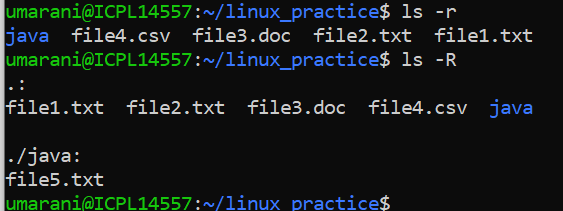 umarani@ICPL14557:~/linux_practice$ ls -r
java  file4.csv  file3.doc  file2.txt  file1.txt
umarani@ICPL14557:~/linux_practice$ ls -R
.:
file1.txt  file2.txt  file3.doc  file4.csv  java

./java:
file5.txt
umarani@ICPL14557:~/linux_practice$